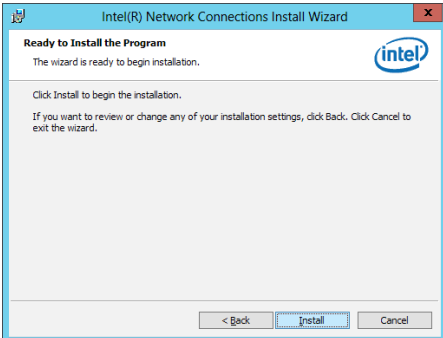 Intel(R) Network Connections Install Wizard
x
Ready to Install the Program
The wizard is ready to begin installation.
intel
Click Install to begin the installation.
If you want to review or change any of your installation settings, click Back. Click Cancel to
exit the wizard.
< Back
Install
Cancel